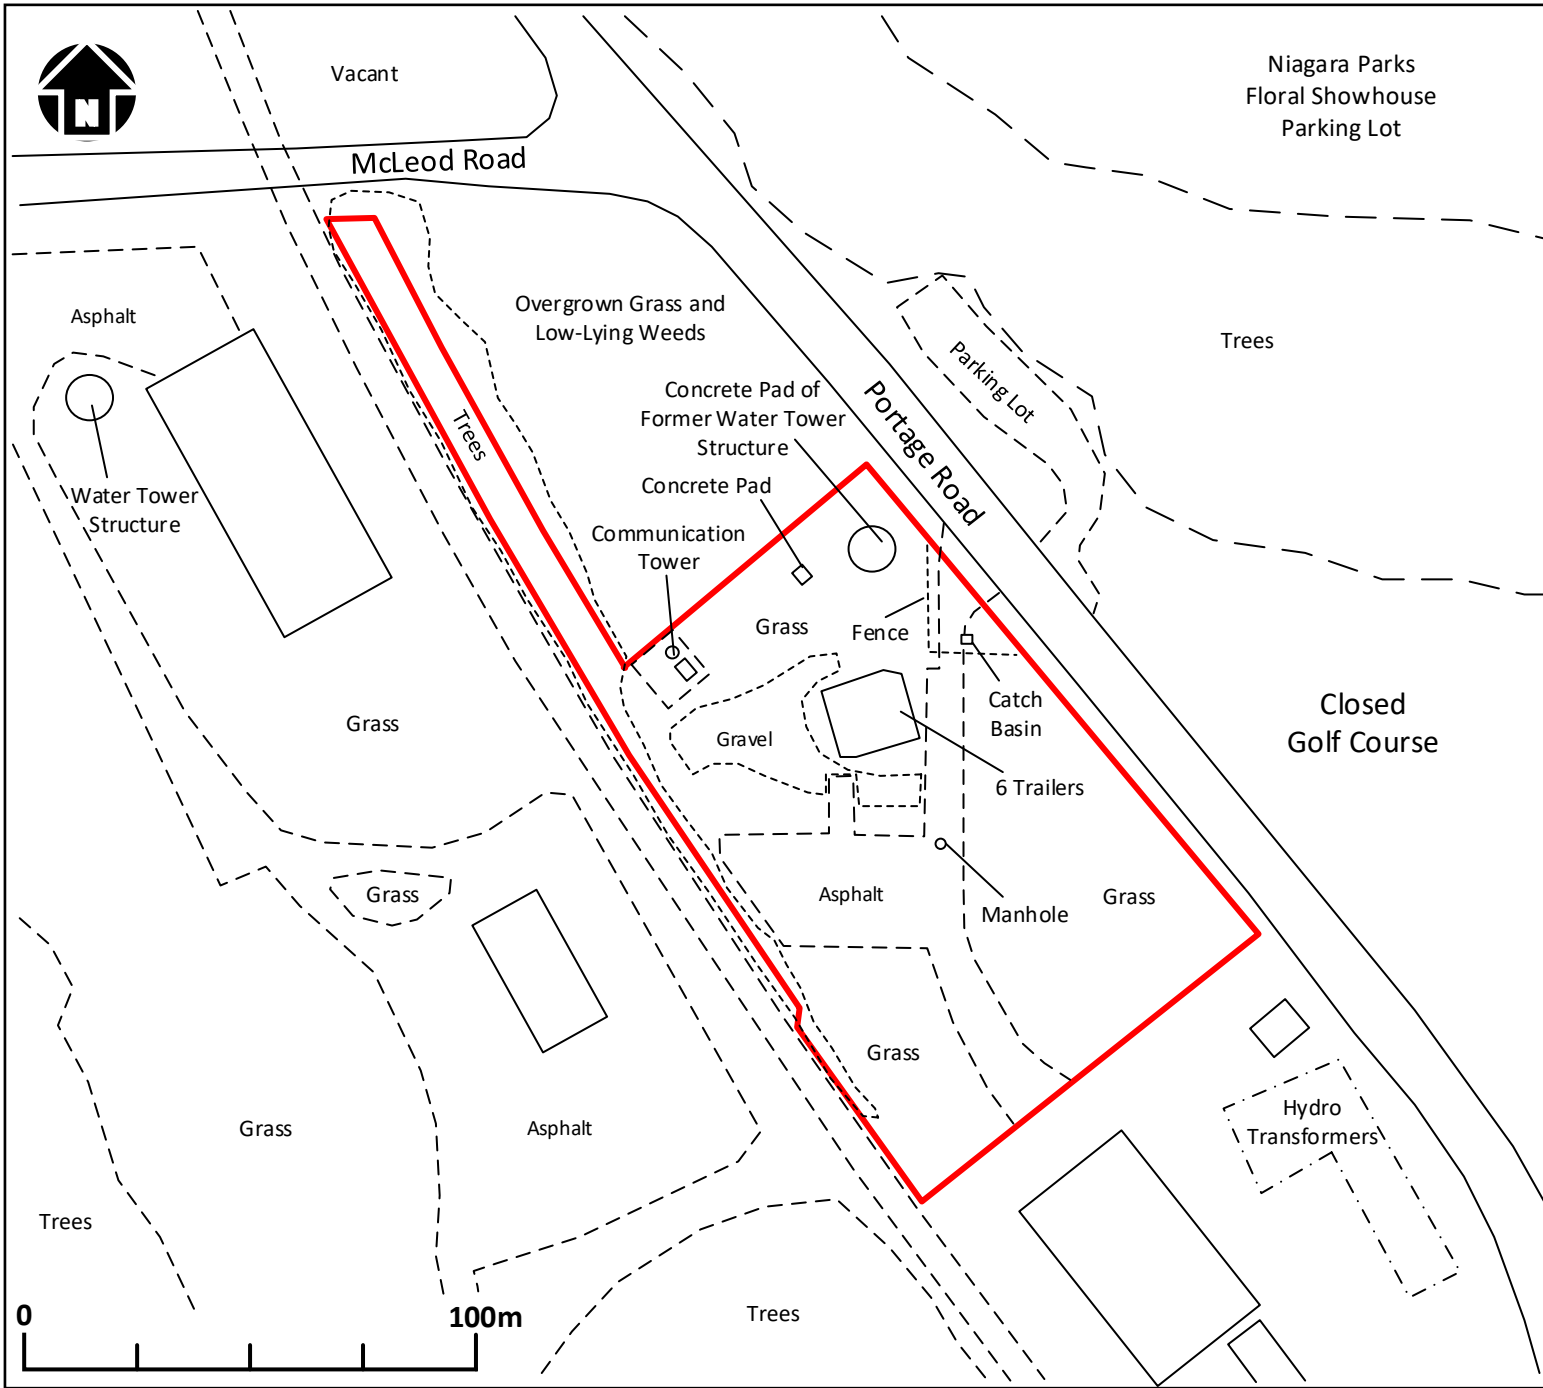 Vacant
Niagara Parks
Floral Showhouse
Parking Lot
N
McLeod Road
Asphalt
Overgrown Grass and
Low-Lying Weeds
Trees
Parking Lot
Concrete Pad of
Former Water Tower
Structure
Portage Road
Trees
Concrete Pad
Water Tower
Structure
Communication
Tower
Grass
Fence
Catch
Basin
Closed
Golf Course
Grass
Gravel
6 Trailers
Grass
Asphalt
Manhole
Grass
Grass
Grass
Asphalt
Hydro
Transformers
Trees
Trees
0
100m